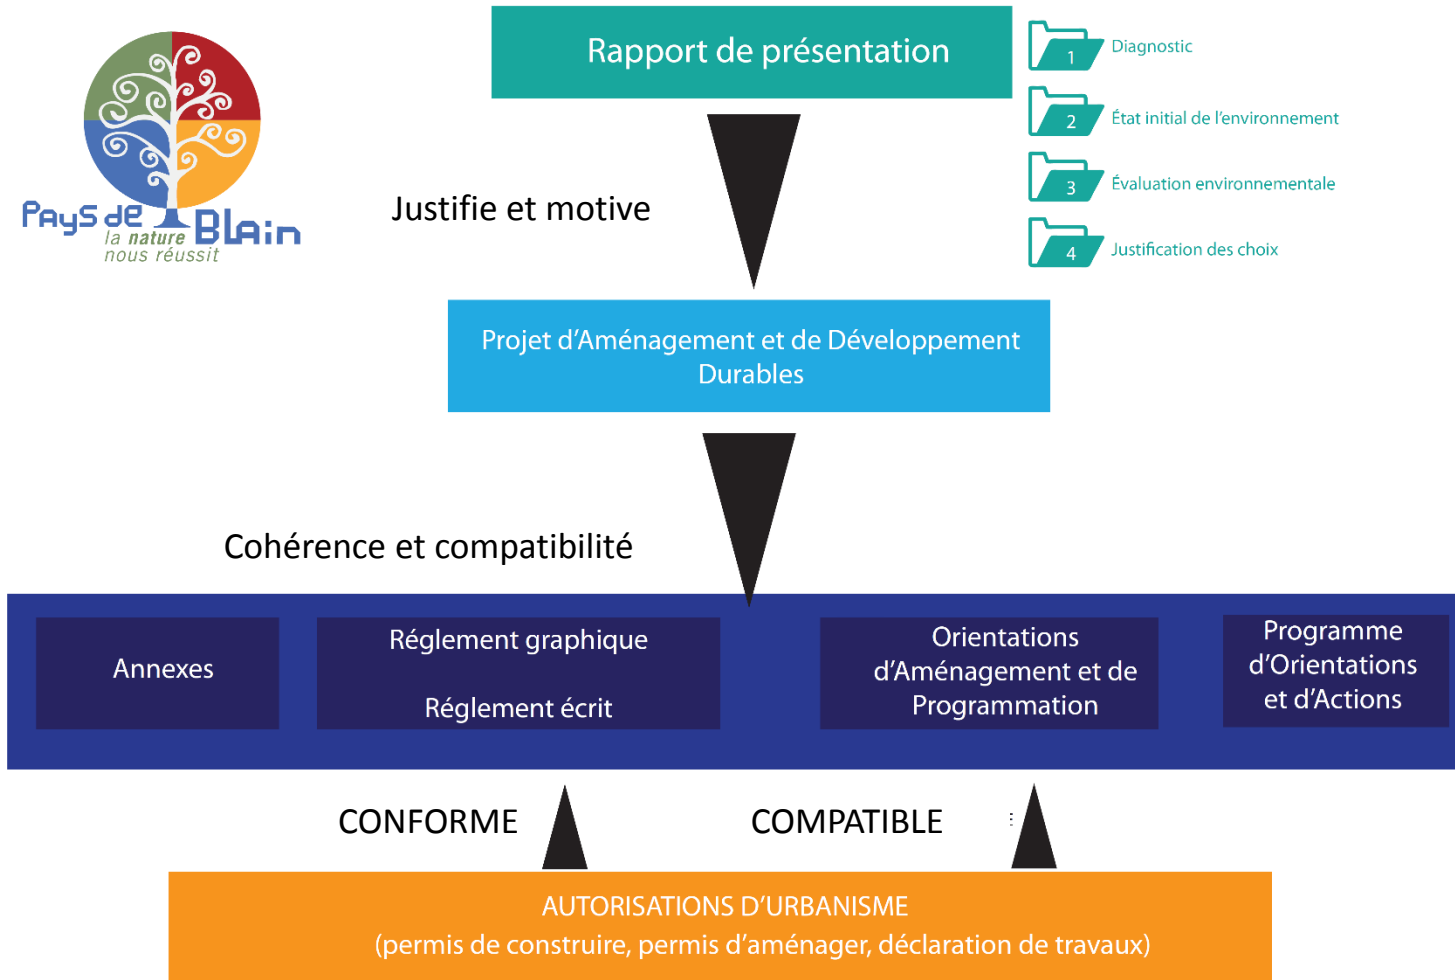 Rapport de présentation
1 Diagnostic
2 État initial de l'environnement
3 Évaluation environnementale
4 Justification des choix
Pays de Blain
la nature
nous réussit
Justifie et motive
Projet d'Aménagement et de Développement
Durables
Cohérence et compatibilité
Annexes
Réglement graphique
Réglement écrit
Orientations
d'Aménagement et de
Programmation
Programme
d'Orientations
et d'Actions
CONFORME
COMPATIBLE
AUTORISATIONS D'URBANISME
(permis de construire, permis d'aménager, déclaration de travaux)